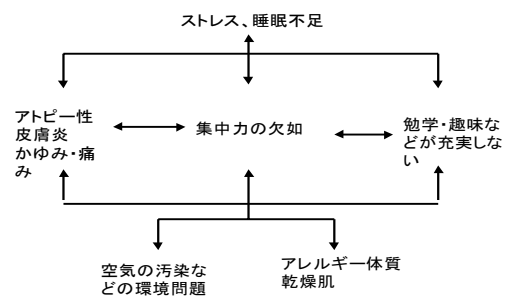 ストレス、睡眠不足
アトピー性
皮膚炎
かゆみ・痛
み
集中力の欠如
勉学・趣味な
どが充実しな
い
空気の汚染な
どの環境問題
アレルギー体質
乾燥肌